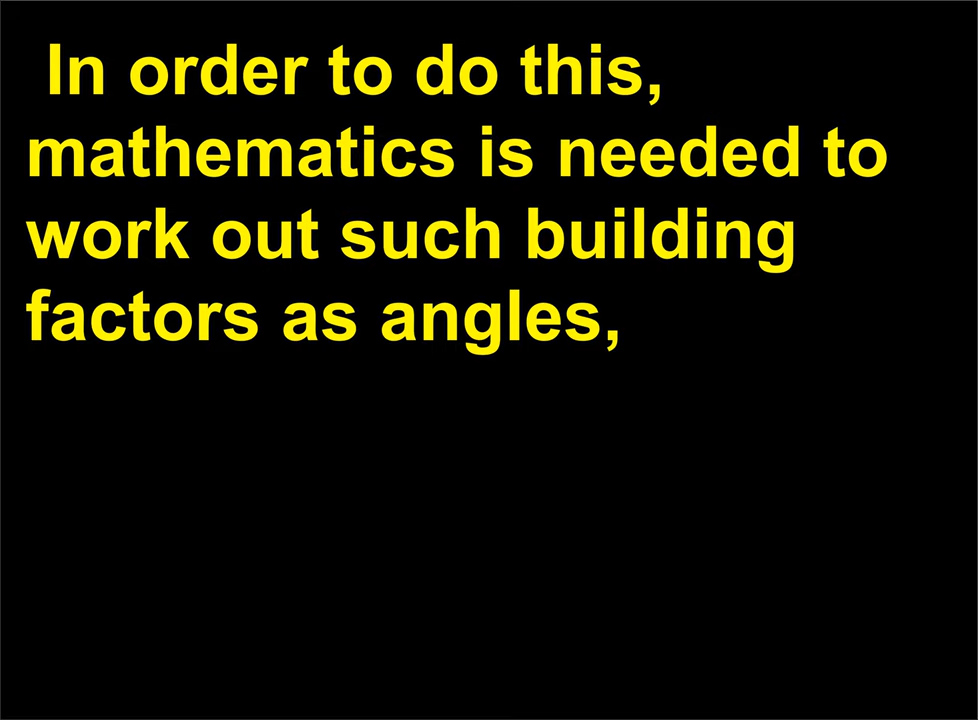 In order to do this,
mathematics is needed to
work out such building
factors as angles,